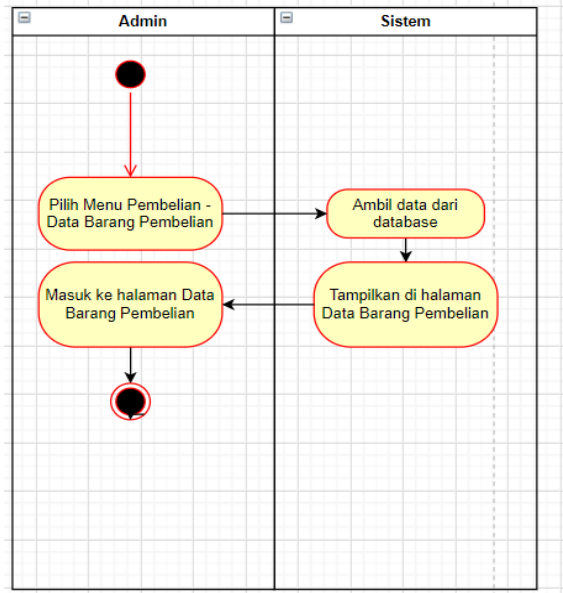 Admin
Sistem
Pilih Menu Pembelian -
Data Barang Pembelian
Ambil data dari
database
Masuk ke halaman Data
Barang Pembelian
Tampilkan di halaman
Data Barang Pembelian